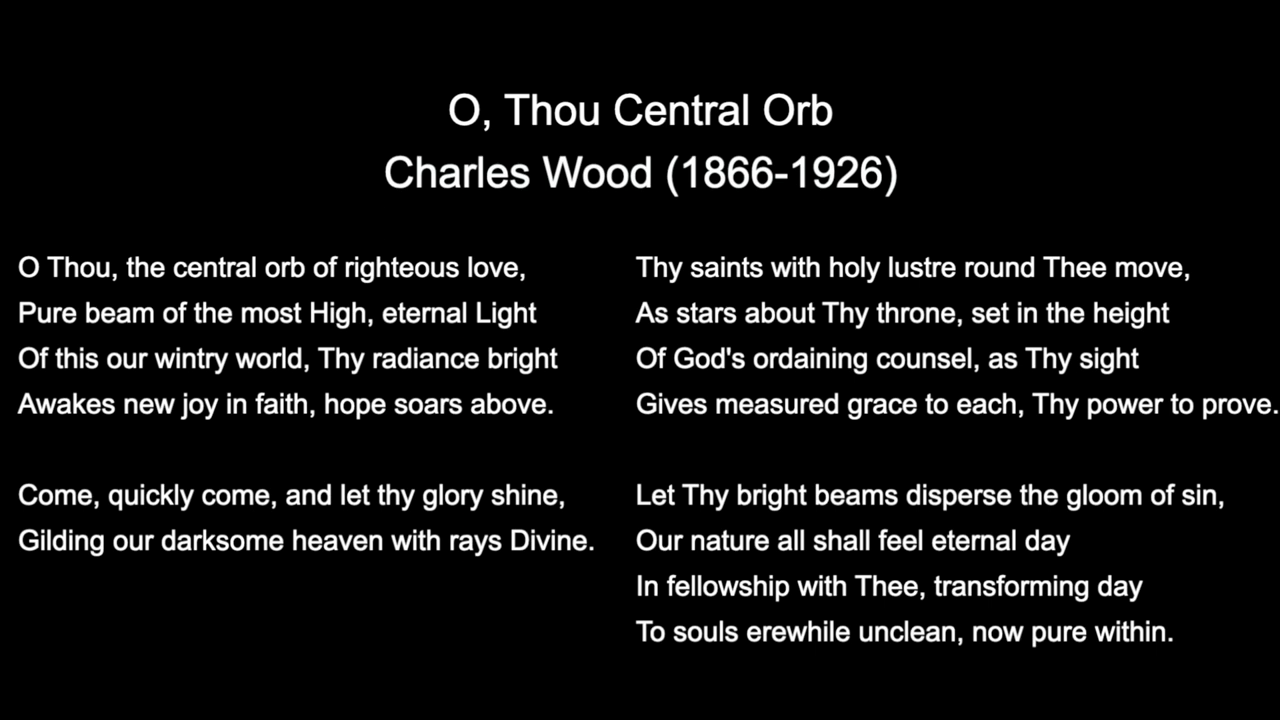 O, Thou Central Orb
Charles Wood (1866-1926)
O Thou, the central orb of righteous love,
Pure beam of the most High, eternal Light
Of this our wintry world, Thy radiance bright
Awakes new joy in faith, hope soars above.
Come, quickly come, and let thy glory shine,
Gilding our darksome heaven with rays Divine.
Thy saints with holy lustre round Thee move,
As stars about Thy throne, set in the height
Of God's ordaining counsel, as Thy sight
Gives measured grace to each, Thy power to prove.
Let Thy bright beams disperse the gloom of sin,
Our nature all shall feel eternal day
In fellowship with Thee, transforming day
To souls erewhile unclean, now pure within.